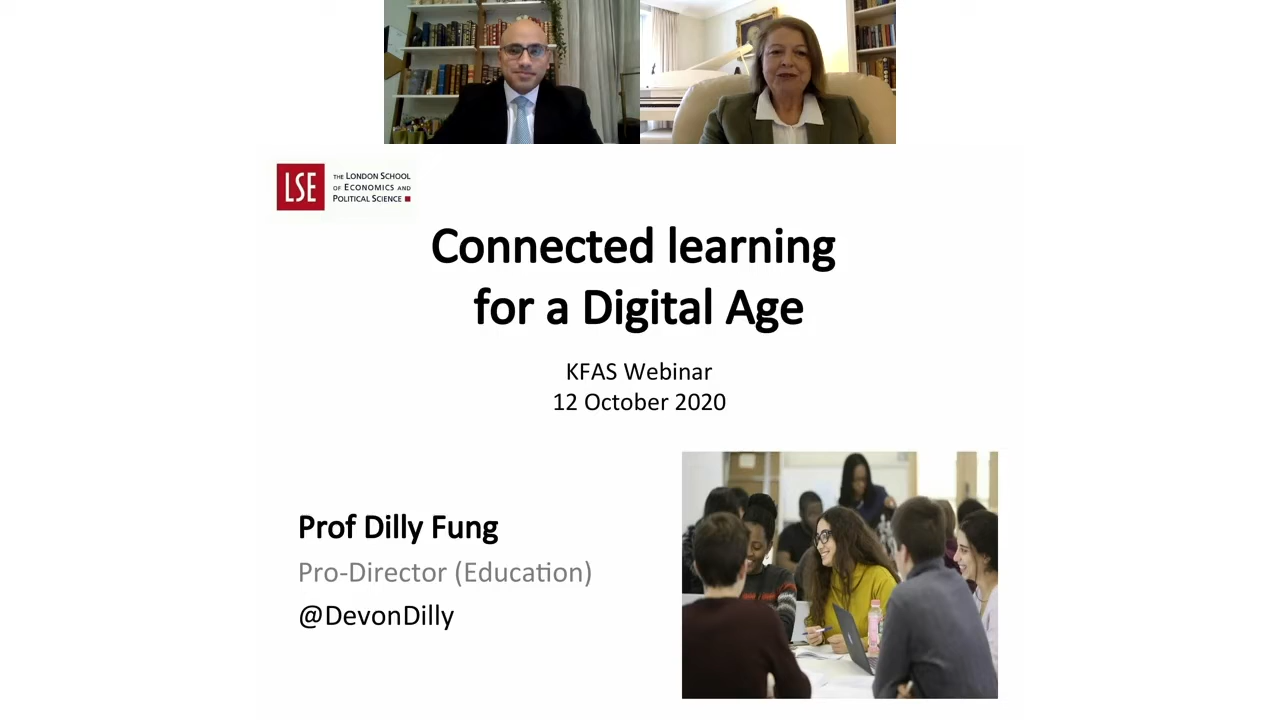 LSE
THE LONDON SCHOOL
OF ECONOMICS AND
POLITICAL SCIENCE
Connected learning
for a Digital Age
KFAS Webinar
12 October 2020
Prof Dilly Fung
Pro-Director (Education)
@DevonDilly